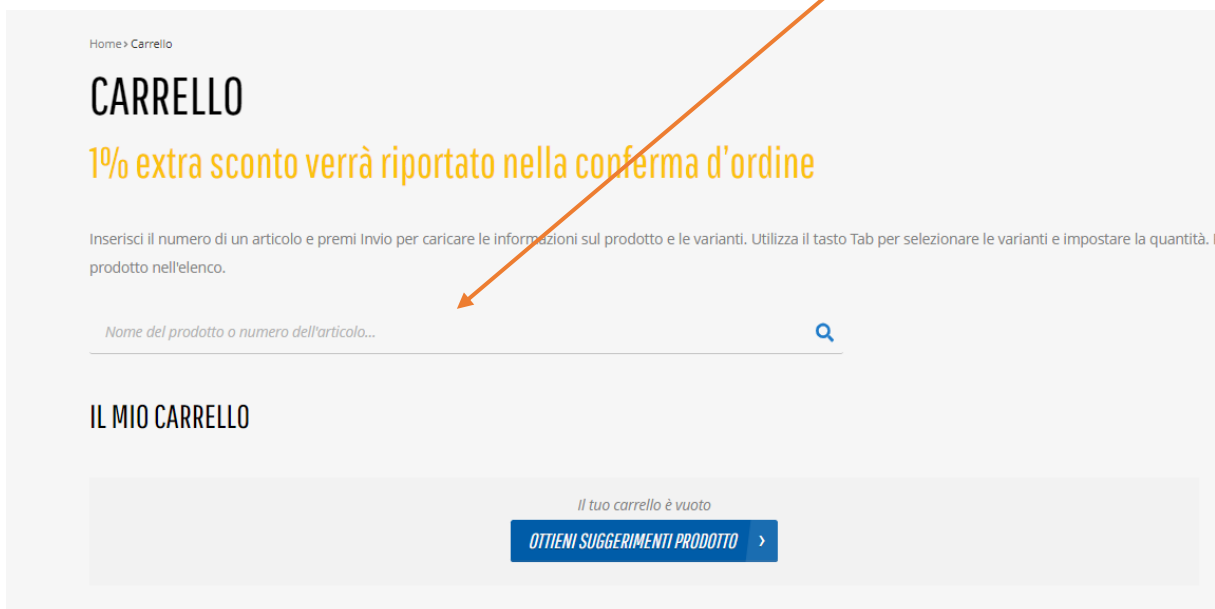 Home › Carrello
CARRELLO
1% extra sconto verrà riportato nella conferma d'ordine
Inserisci il numero di un articolo e premi Invio per caricare le informazioni sul prodotto e le varianti. Utilizza il tasto Tab per selezionare le varianti e impostare la quantità.
prodotto nell'elenco.
Nome del prodotto o numero dell'articolo...
IL MIO CARRELLO
Il tuo carrello è vuoto
OTTIENI SUGGERIMENTI PRODOTTO ›